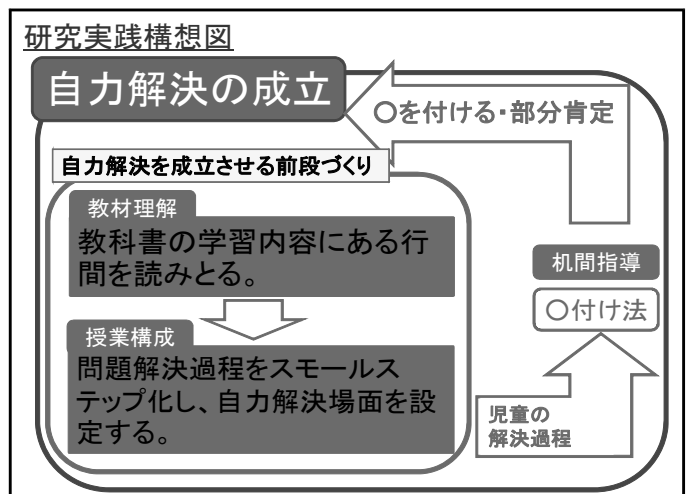 研究実践構想図
自力解決の成立
〇を付ける・部分肯定
自力解決を成立させる前段づくり
教材理解
教科書の学習内容にある行
間を読みとる。
授業構成
問題解決過程をスモールス
テップ化し、自力解決場面を設
定する。
机間指導
〇付け法
児童の
解決過程